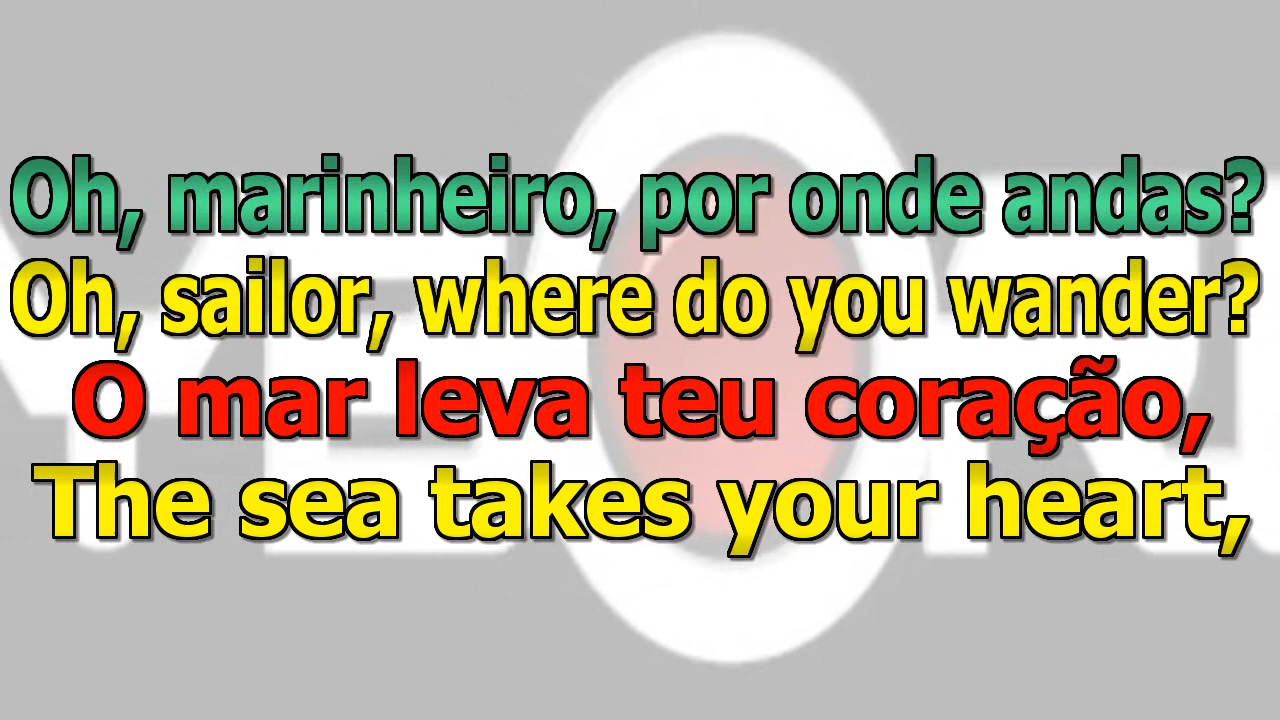 Oh, marinheiro, por onde andas?
Oh, sailor, where do you wander?
O mar leva teu coração,
The sea takes your heart,